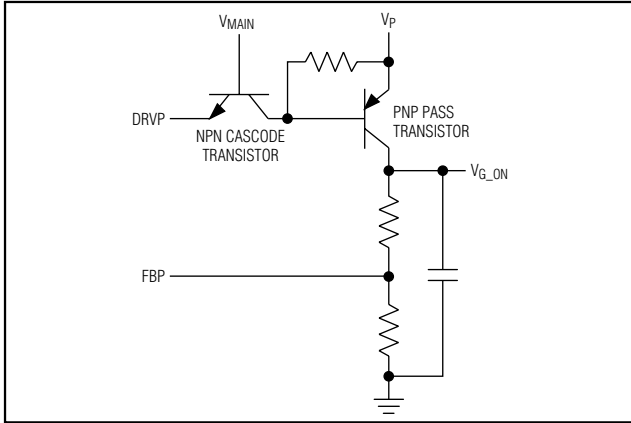 V_MAIN
V_P
DRVP
NPN CASCODE
TRANSISTOR
PNP PASS
TRANSISTOR
V_G_ON
FBP